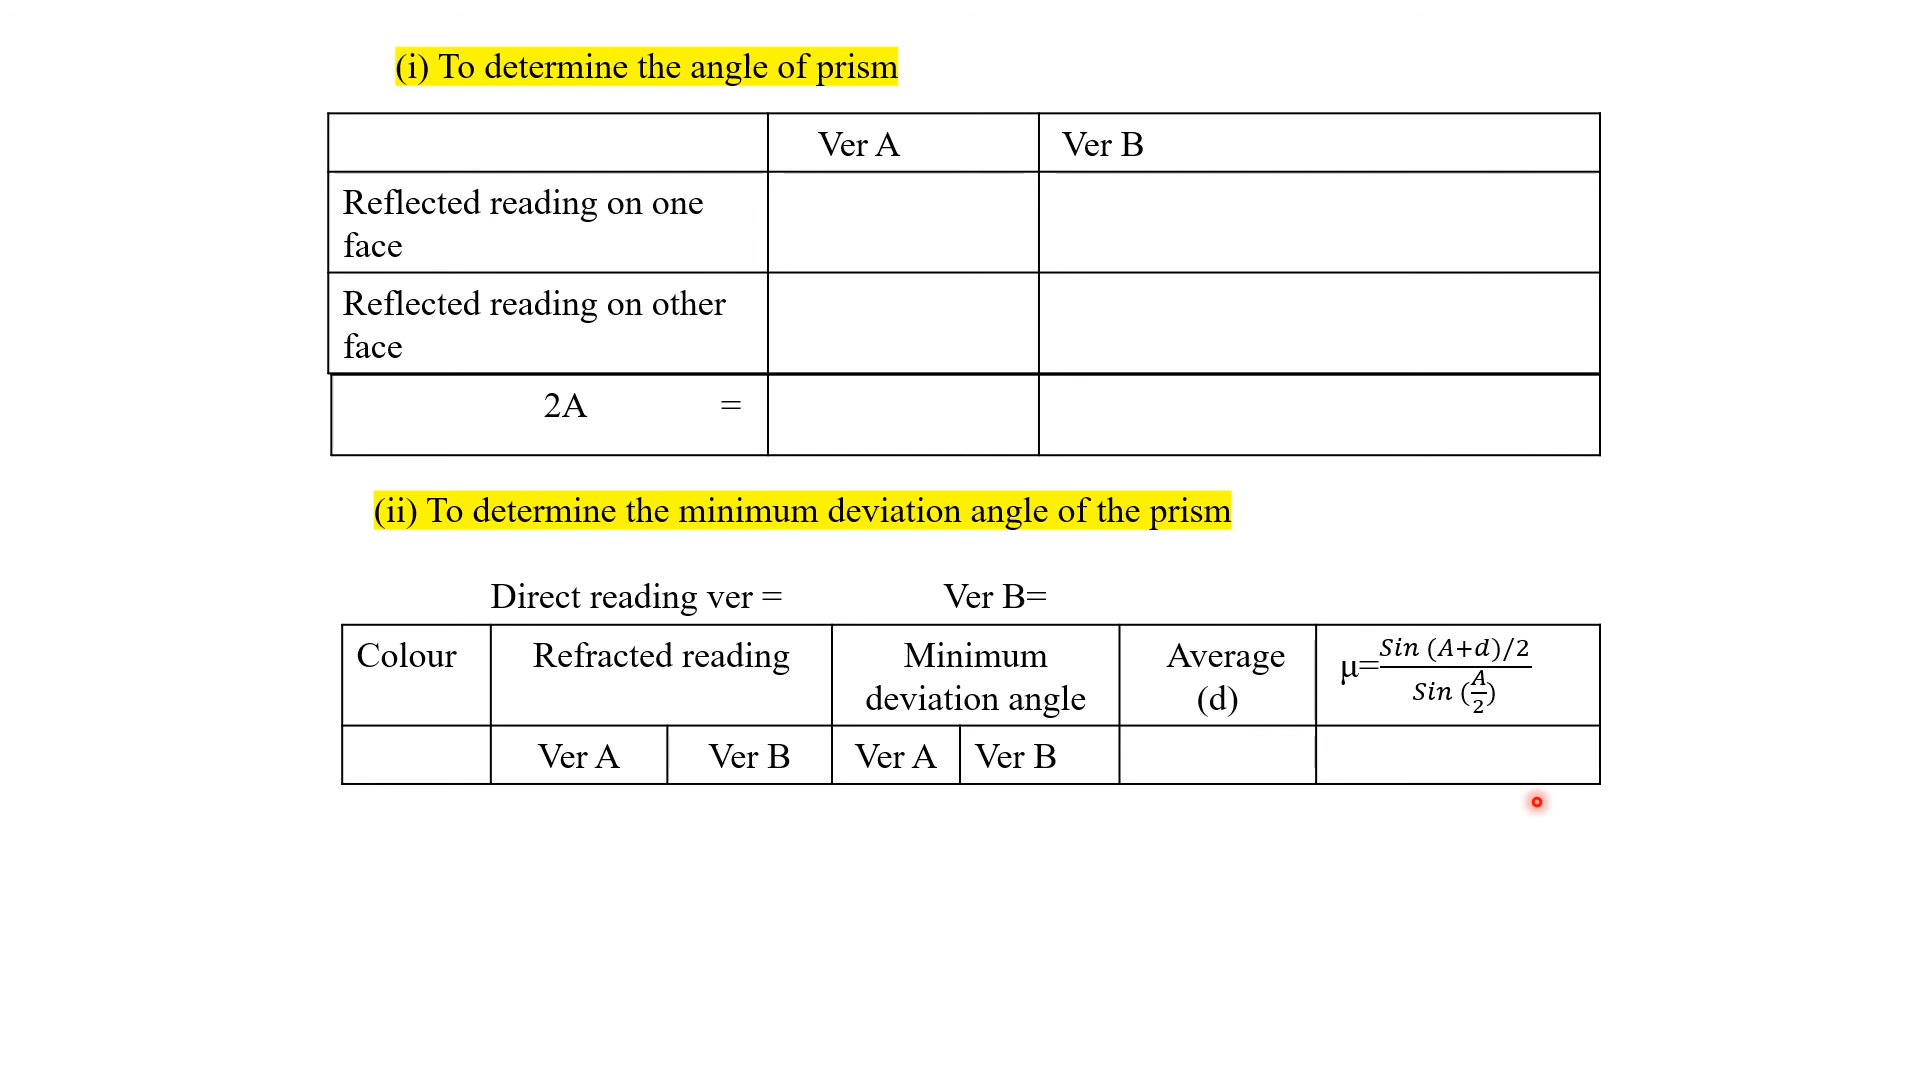 (i) To determine the angle of prism
Ver A Ver B
Reflected reading on one
face
Reflected reading on other
face
2A =
(ii) To determine the minimum deviation angle of the prism
Direct reading ver = Ver B=
Colour Refracted reading Minimum
deviation angle Average
(d) μ=Sin (A+d)/2
Sin (A/2)
Ver A Ver B Ver A Ver B